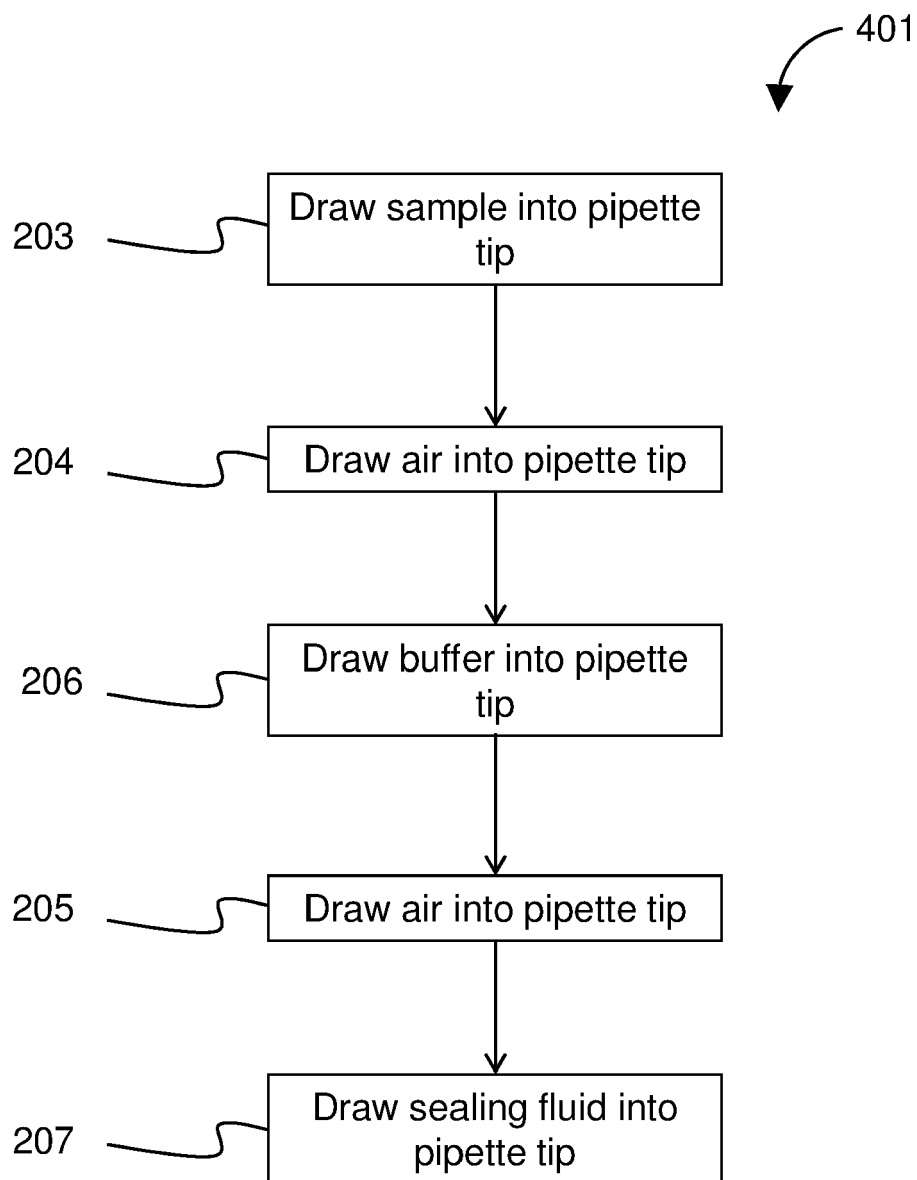 401
203
Draw sample into pipette
tip
204
Draw air into pipette tip
206
Draw buffer into pipette
tip
205
Draw air into pipette tip
207
Draw sealing fluid into
pipette tip